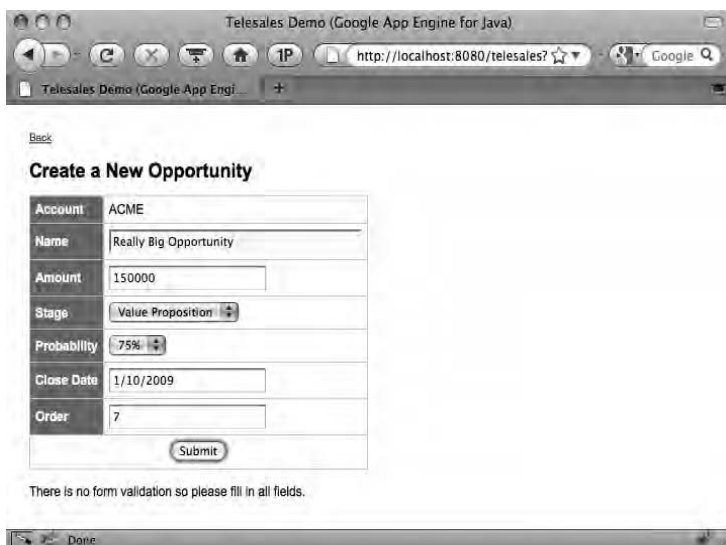 Telesales Demo (Google App Engine for Java)
1P
http://localhost:8080/telesales?
Google
Telesales Demo (Google App Engi...
Back
Create a New Opportunity
Account ACME
Name Really Big Opportunity
Amount 150000
Stage Value Proposition
Probability 75%
Close Date 1/10/2009
Order 7
Submit
There is no form validation so please fill in all fields.
Done